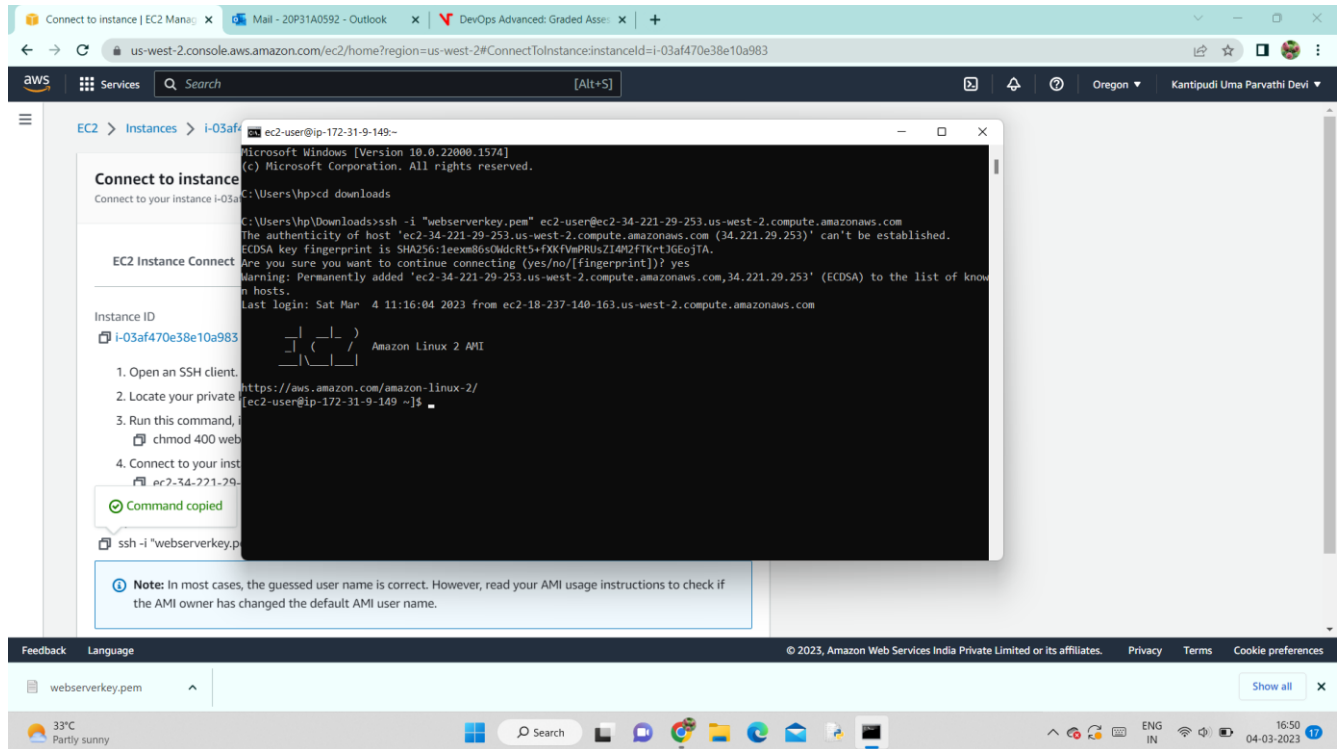 Connect to instance | EC2 Manag
Mail - 20P31A0592 - Outlook
DevOps Advanced: Graded Asses
us-west-2.console.aws.amazon.com/ec2/home?region=us-west-2#ConnectToInstance:instanceId=i-03af470e38e10a983
aws
Services
Search
[Alt+S]
Oregon
Kantipudi Uma Parvathi Devi
EC2 > Instances > i-03af4
Connect to instance
Connect to your instance i-03a
EC2 Instance Connect
Instance ID
i-03af470e38e10a983
1. Open an SSH client.
2. Locate your private
3. Run this command, i
chmod 400 web
4. Connect to your inst
ec2-34-221-29-
Command copied
ssh -i "webserverkey.p
Note: In most cases, the guessed user name is correct. However, read your AMI usage instructions to check if
the AMI owner has changed the default AMI user name.
ec2-user@ip-172-31-9-149:~
Microsoft Windows [Version 10.0.22000.1574]
(c) Microsoft Corporation. All rights reserved.
C:\Users\hp>cd downloads
C:\Users\hp\Downloads>ssh -i "webserverkey.pem" ec2-user@ec2-34-221-29-253.us-west-2.compute.amazonaws.com
The authenticity of host 'ec2-34-221-29-253.us-west-2.compute.amazonaws.com (34.221.29.253)' can't be established.
ECDSA key fingerprint is SHA256:1eexm86sOWdcRt5+fXKfVmPRUsZI4M2fTKrtJGEojTA.
Are you sure you want to continue connecting (yes/no/[fingerprint])? yes
Warning: Permanently added 'ec2-34-221-29-253.us-west-2.compute.amazonaws.com,34.221.29.253' (ECDSA) to the list of know
n hosts.
Last login: Sat Mar  4 11:16:04 2023 from ec2-18-237-140-163.us-west-2.compute.amazonaws.com
__|  __|_  )
_|  (     /   Amazon Linux 2 AMI
___|\___|___|
https://aws.amazon.com/amazon-linux-2/
[ec2-user@ip-172-31-9-149 ~]$
Feedback
Language
© 2023, Amazon Web Services India Private Limited or its affiliates.
Privacy
Terms
Cookie preferences
webserverkey.pem
Show all
33°C
Partly sunny
Search
ENG
IN
16:50
04-03-2023
17